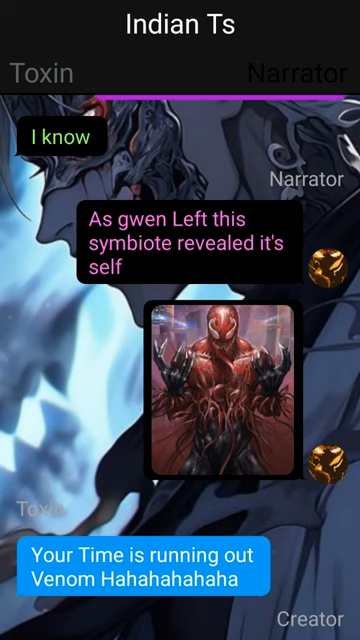 Indian Ts
Toxin
Narrator
I know
Narrator
As gwen Left this
symbiote revealed it's
self
Toxin
Your Time is running out
Venom Hahahahahaha
Creator